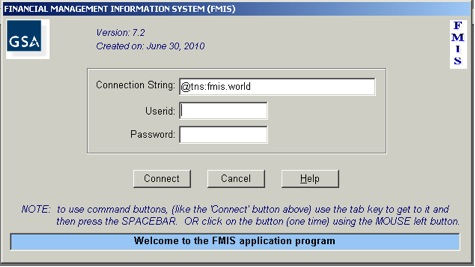 FINANCIAL MANAGEMENT INFORMATION SYSTEM (FMIS)
GSA
Version: 7.2
Created on: June 30, 2010
F
M
I
S
Connection String: @tns:fmis.world
Userid:
Password:
Connect Cancel Help
NOTE: to use command buttons, (like the 'Connect' button above) use the tab key to get to it and
then press the SPACEBAR. OR click on the button (one time) using the MOUSE left button.
Welcome to the FMIS application program